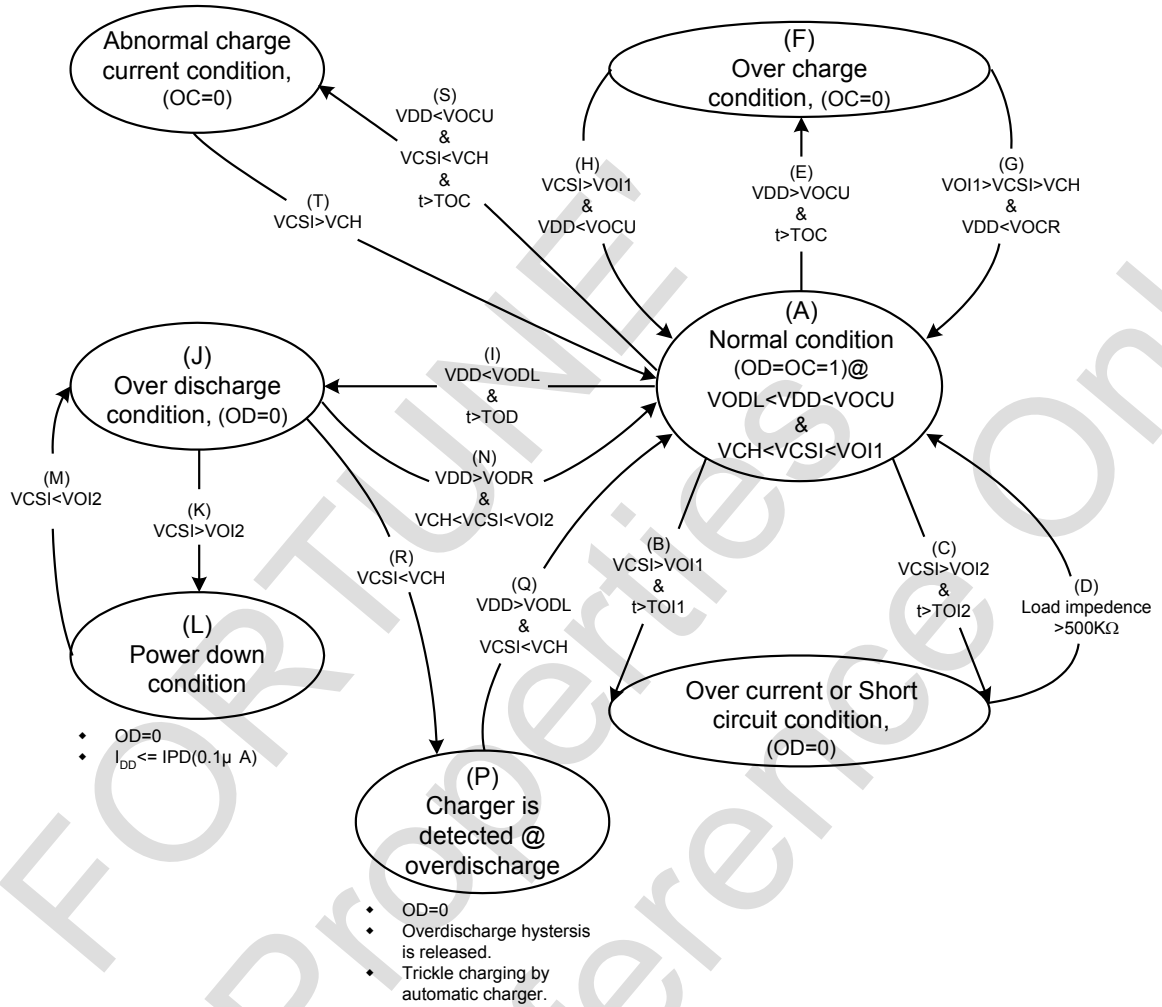 Abnormal charge
current condition,
(OC=0)
(F)
Over charge
condition, (OC=0)
(S)
VDD<VOCU
&
VCSI<VCH
&
t>TOC
(H)
VCSI>VOI1
&
VDD<VOCU
(E)
VDD>VOCU
&
t>TOC
(G)
VOI1>VCSI>VCH
&
VDD<VOCR
(T)
VCSI>VCH
(A)
Normal condition
(OD=OC=1)@
VODL<VDD<VOCU
&
VCH<VCSI<VOI1
(J)
Over discharge
condition, (OD=0)
(I)
VDD<VODL
&
t>TOD
(N)
VDD>VODR
&
VCH<VCSI<VOI2
(M)
VCSI<VOI2
(K)
VCSI>VOI2
(R)
VCSI<VCH
(Q)
VDD>VODL
&
VCSI<VCH
(B)
VCSI>VOI1
&
t>TOI1
(C)
VCSI>VOI2
&
t>TOI2
(D)
Load impedence
>500KΩ
(L)
Power down
condition
◆ OD=0
◆ IDD<= IPD(0.1μ A)
Over current or Short
circuit condition,
(OD=0)
(P)
Charger is
detected @
overdischarge
◆ OD=0
◆ Overdischarge hystersis
is released.
◆ Trickle charging by
automatic charger.
FORTUNE'
Properties